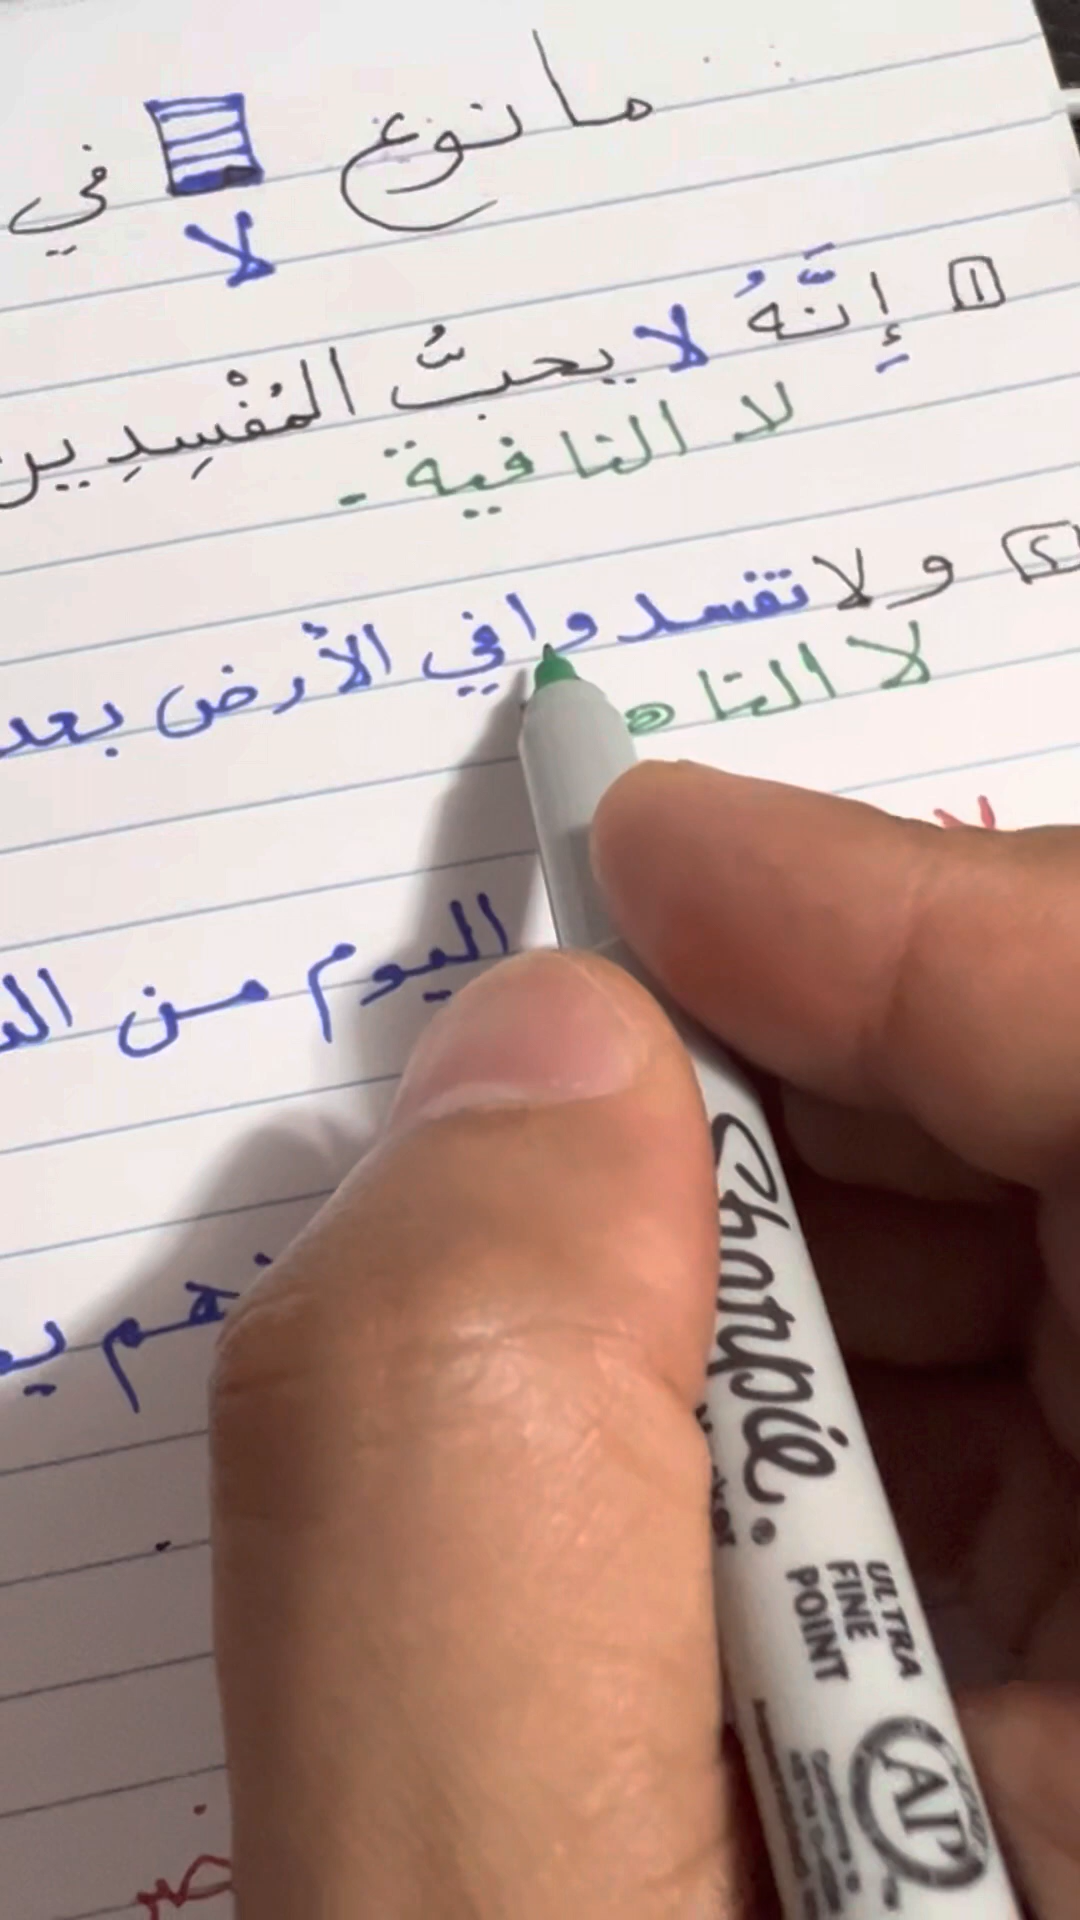 ما نوع لا في
١ إنَّهُ لا يحبُّ المُفْسِدِين
لا النافية -
٢ ولا تفسدوا في الأرض بعد
لا النا
اليوم من
Sharpie.
ULTRA
FINE
POINT
AP